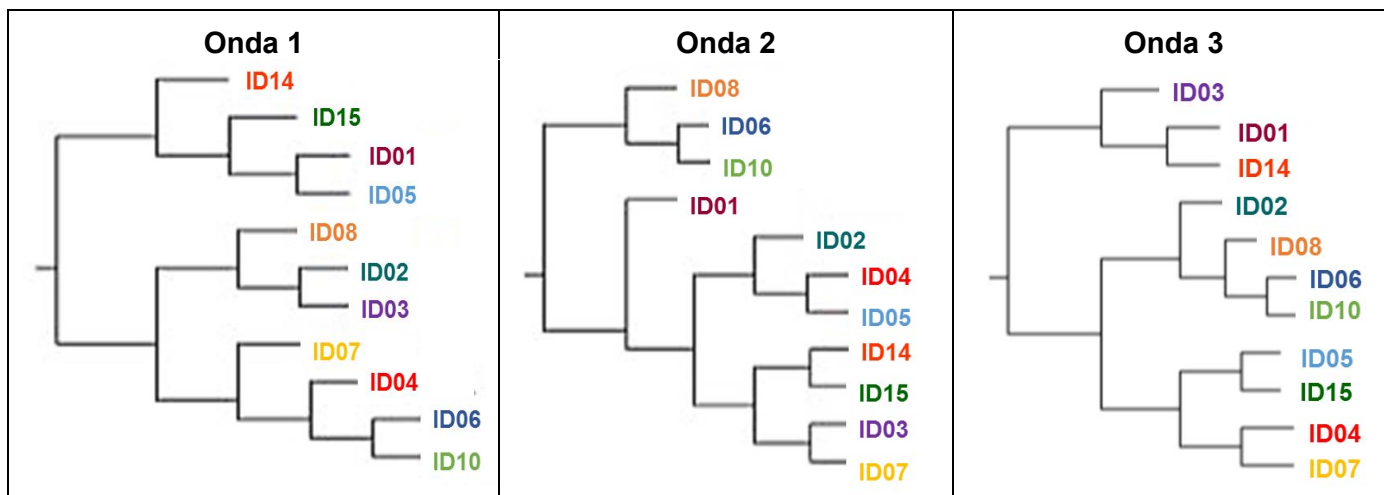 Onda 1
ID14
ID15
ID01
ID05
ID08
ID02
ID03
ID07
ID04
ID06
ID10
Onda 2
ID08
ID06
ID10
ID01
ID02
ID04
ID05
ID14
ID15
ID03
ID07
Onda 3
ID03
ID01
ID14
ID02
ID08
ID06
ID10
ID05
ID15
ID04
ID07